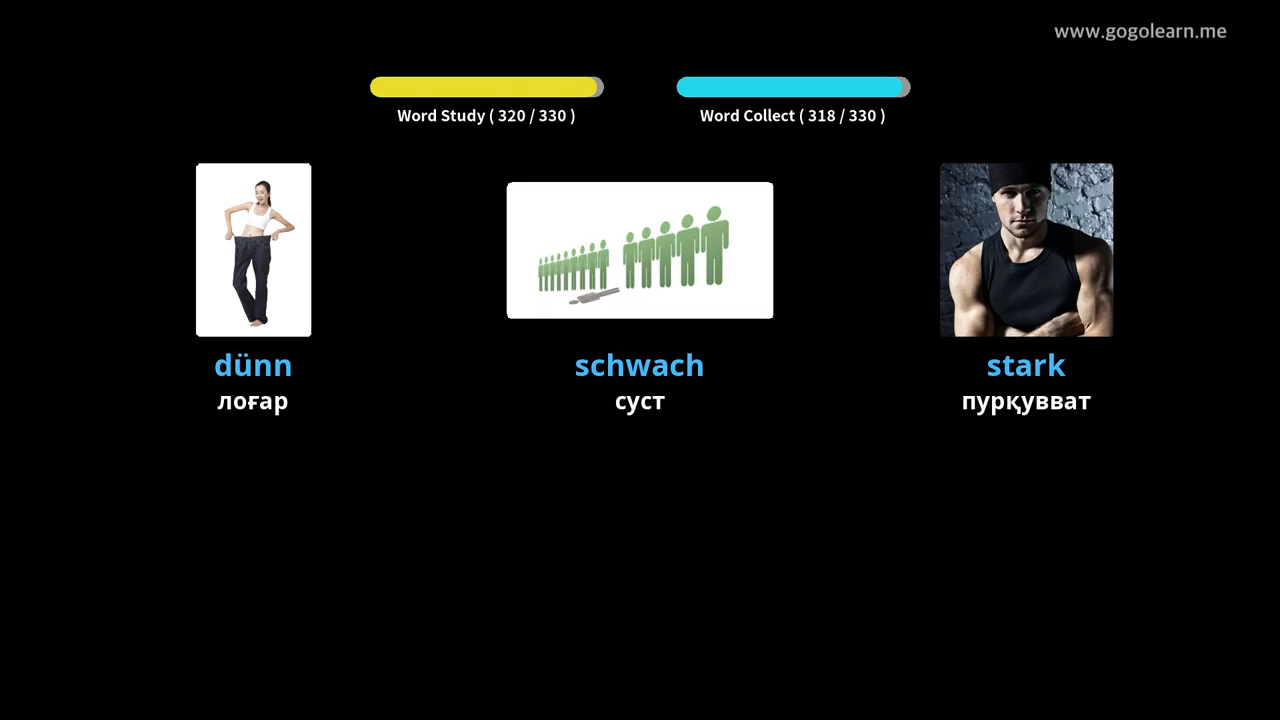 www.gogolearn.me
Word Study ( 320 / 330 )
Word Collect ( 318 / 330 )
dünn
schwach
stark
лоғар
суст
пурқувват